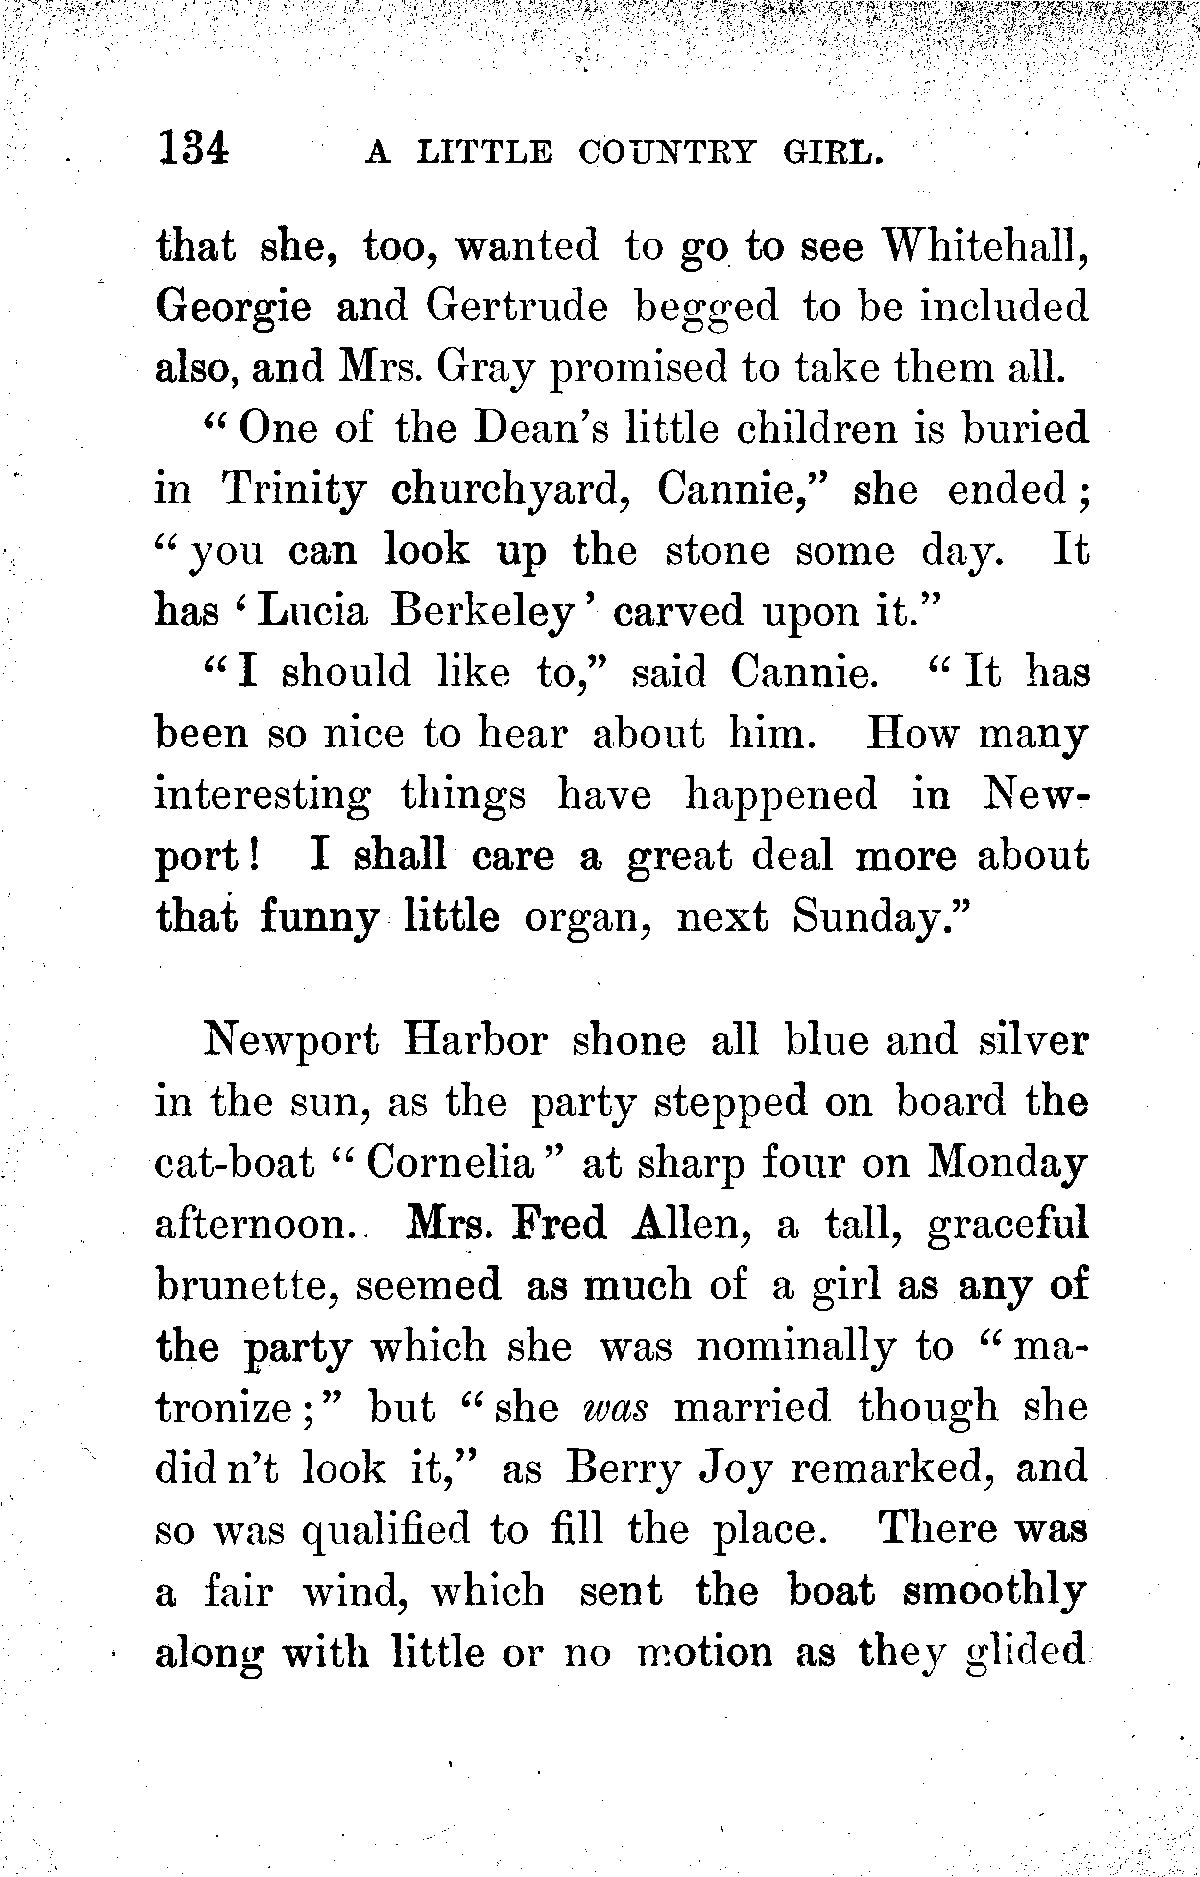 134 A LITTLE COUNTRY GIRL.
that she, too, wanted to go to see Whitehall,
Georgie and Gertrude begged to be included
also, and Mrs. Gray promised to take them all.
“One of the Dean’s little children is buried
in Trinity churchyard, Cannie,” she ended;
“you can look up the stone some day. It
has ‘Lucia Berkeley’ carved upon it.”
“I should like to,” said Cannie. “It has
been so nice to hear about him. How many
interesting things have happened in New-
port! I shall care a great deal more about
that funny little organ, next Sunday.”
Newport Harbor shone all blue and silver
in the sun, as the party stepped on board the
cat-boat “Cornelia” at sharp four on Monday
afternoon. Mrs. Fred Allen, a tall, graceful
brunette, seemed as much of a girl as any of
the party which she was nominally to “ma-
tronize;” but “she was married though she
did n’t look it,” as Berry Joy remarked, and
so was qualified to fill the place. There was
a fair wind, which sent the boat smoothly
along with little or no motion as they glided